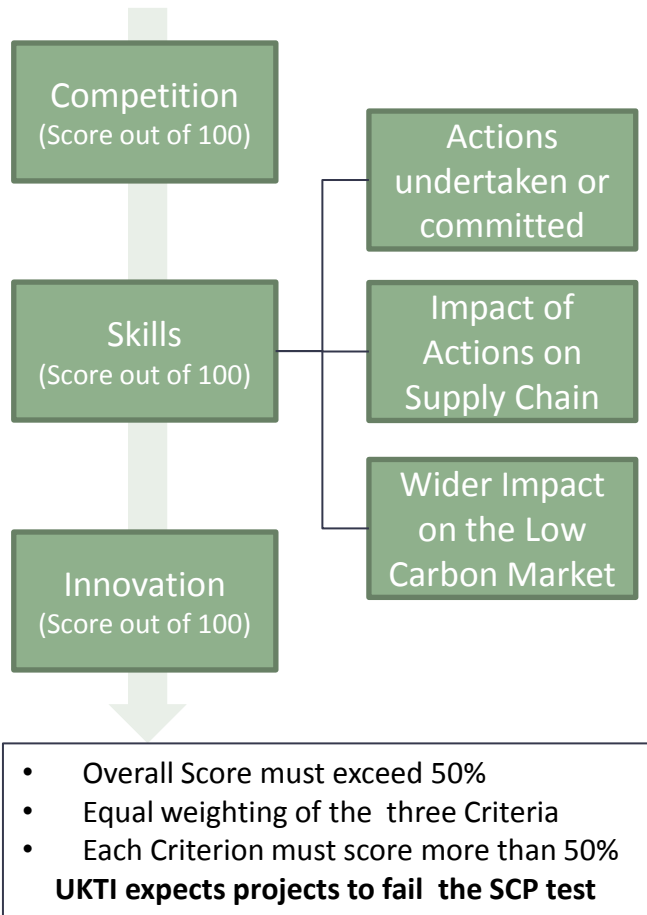 Competition
(Score out of 100)
Skills
(Score out of 100)
Innovation
(Score out of 100)
Actions
undertaken or
committed
Impact of
Actions on
Supply Chain
Wider Impact
on the Low
Carbon Market
• Overall Score must exceed 50%
• Equal weighting of the three Criteria
• Each Criterion must score more than 50%
UKTI expects projects to fail the SCP test